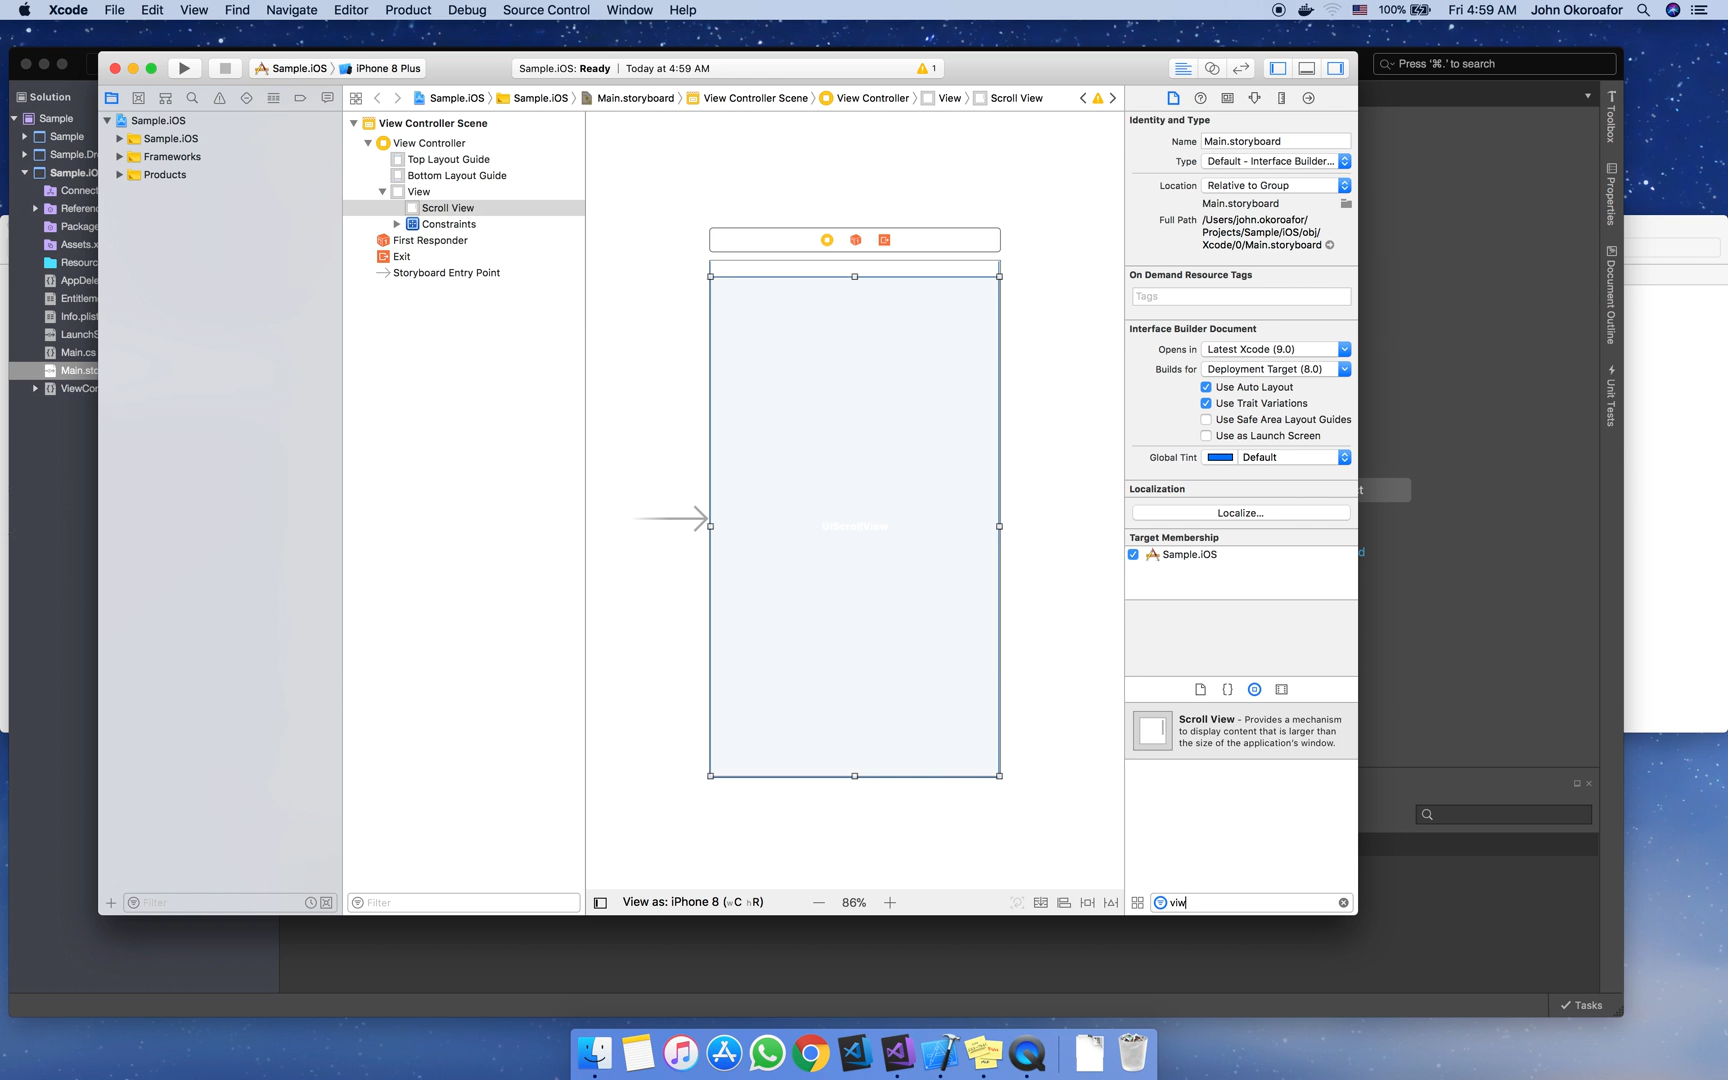 Xcode File Edit View Find Navigate Editor Product Debug Source Control Window Help
100% Fri 4:59 AM John Okoroafor
Press '⌘.' to search
Sample.iOS iPhone 8 Plus
Sample.iOS: Ready | Today at 4:59 AM
1
Solution
Sample
Sample
Sample.Dr
Sample.iO
Connect
Referenc
Package
Assets.x
Resourc
AppDele
Entitlem
Info.plist
LaunchS
Main.cs
Main.sto
ViewCon
Sample.iOS
Sample.iOS
Frameworks
Products
Filter
Sample.iOS Sample.iOS Main.storyboard View Controller Scene View Controller View Scroll View
View Controller Scene
View Controller
Top Layout Guide
Bottom Layout Guide
View
Scroll View
Constraints
First Responder
Exit
Storyboard Entry Point
Filter
UIScrollView
View as: iPhone 8 (wC hR)
86%
Identity and Type
Name Main.storyboard
Type Default - Interface Builder...
Location Relative to Group
Main.storyboard
Full Path /Users/john.okoroafor/
Projects/Sample/iOS/obj/
Xcode/0/Main.storyboard
On Demand Resource Tags
Tags
Interface Builder Document
Opens in Latest Xcode (9.0)
Builds for Deployment Target (8.0)
Use Auto Layout
Use Trait Variations
Use Safe Area Layout Guides
Use as Launch Screen
Global Tint Default
Localization
Localize...
Target Membership
Sample.iOS
Scroll View - Provides a mechanism
to display content that is larger than
the size of the application's window.
viw
t
d
Toolbox
Properties
Document Outline
Unit Tests
Tasks